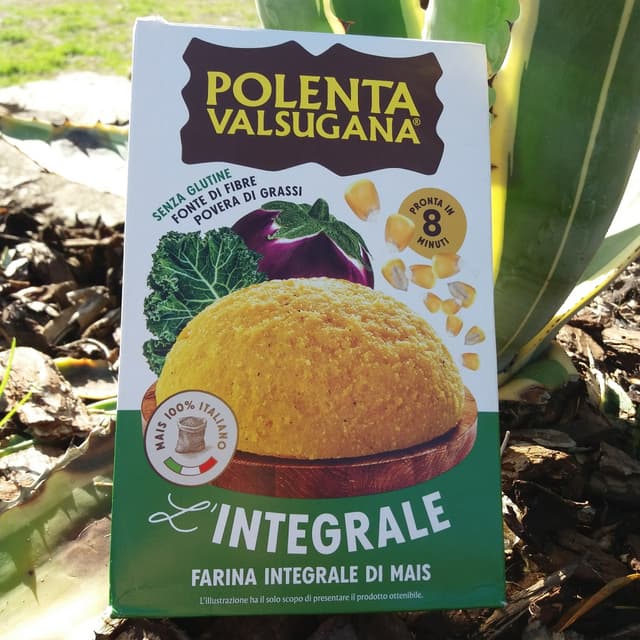 POLENTA
VALSUGANA®
SENZA GLUTINE
FONTE DI FIBRE
POVERA DI GRASSI
PRONTA IN
8
MINUTI
MAIS 100% ITALIANO
L'INTEGRALE
FARINA INTEGRALE DI MAIS
L'illustrazione ha il solo scopo di presentare il prodotto ottenibile.